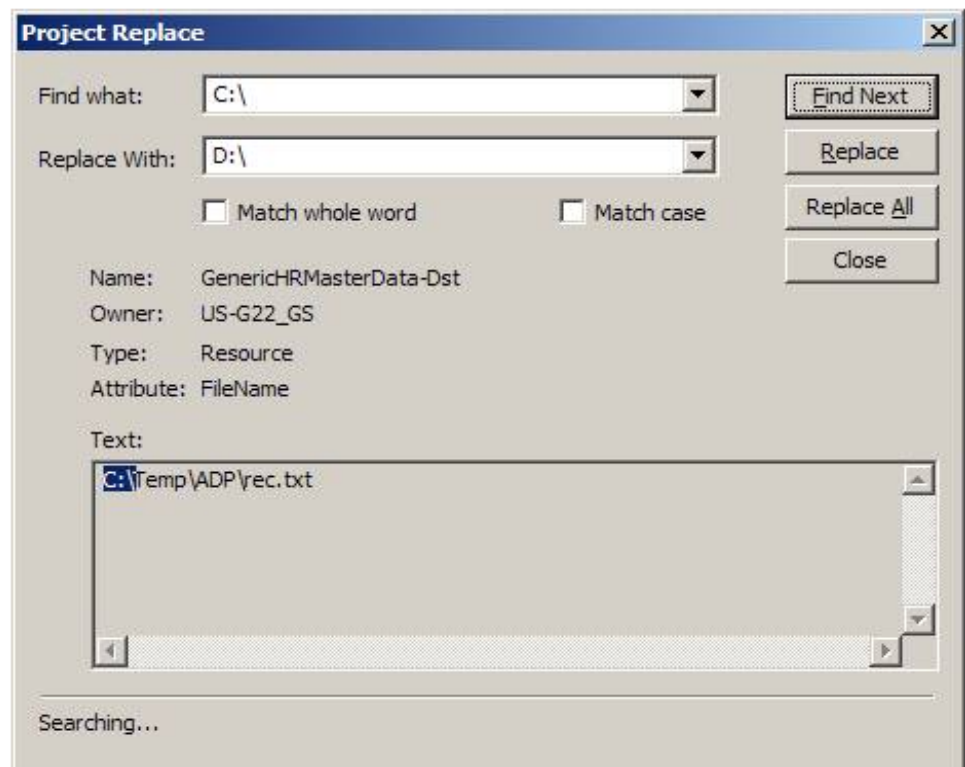 Project Replace
Find what: C:\ Find Next
Replace With: D:\ Replace
Match whole word Match case Replace All
Close
Name: GenericHRMasterData-Dst
Owner: US-G22_GS
Type: Resource
Attribute: FileName
Text:
C:\Temp\ADP\rec.txt
Searching...